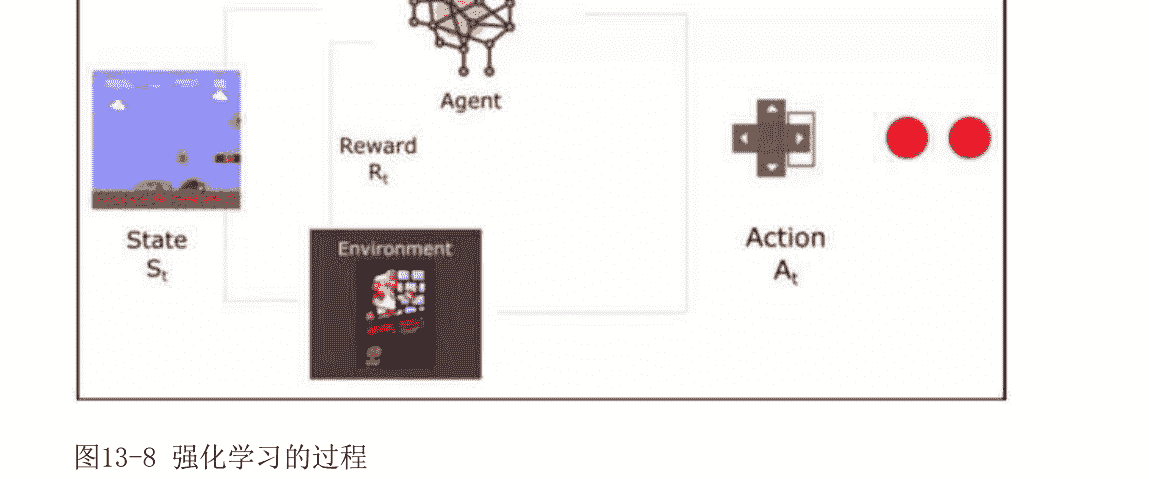 Agent
Reward
Rt
State
St
Environment
Action
At
图13-8 强化学习的过程